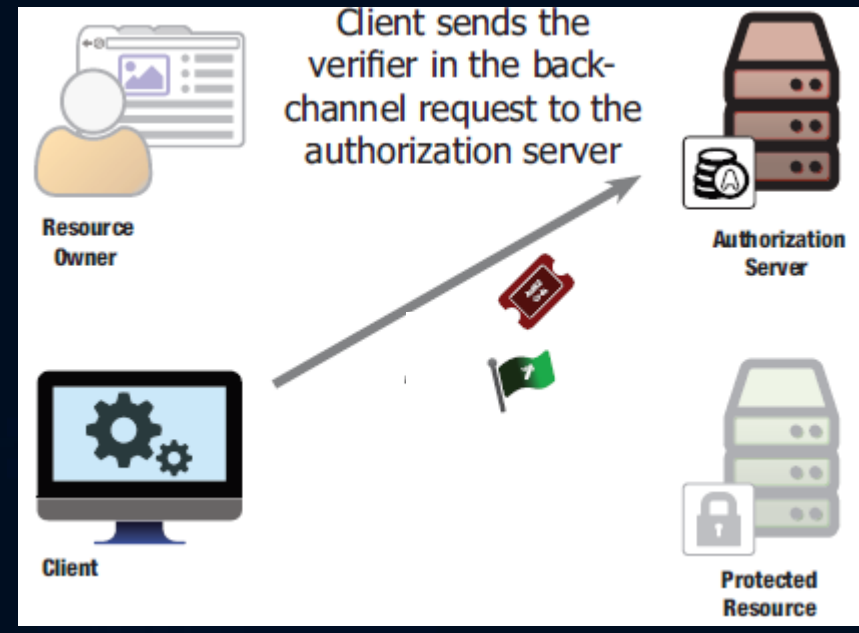 Client sends the
verifier in the back-
channel request to the
authorization server
Resource
Owner
Authorization
Server
Client
Protected
Resource